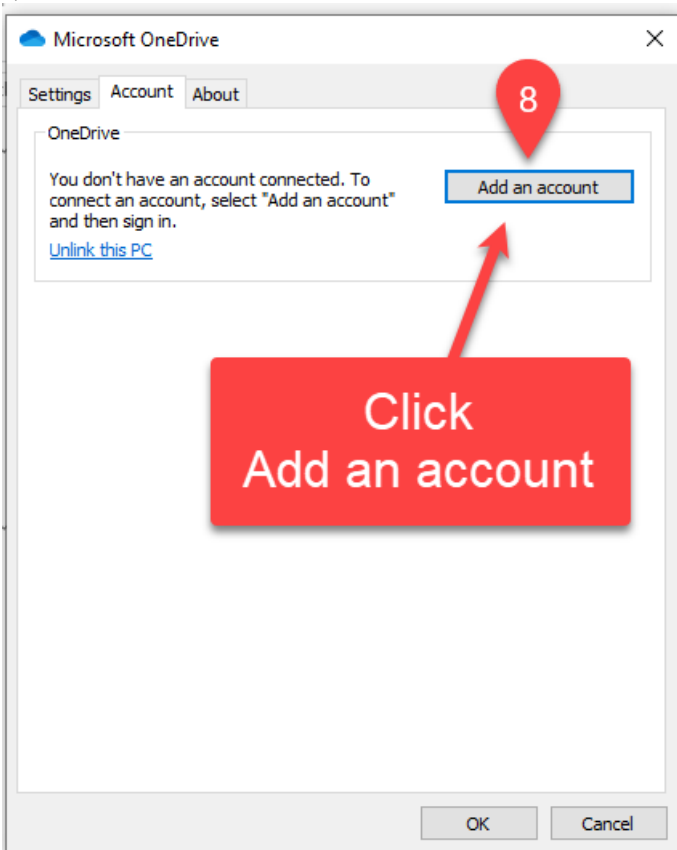 Microsoft OneDrive
Settings Account About
8
OneDrive
You don't have an account connected. To
connect an account, select "Add an account"
and then sign in.
Add an account
Unlink this PC
Click
Add an account
OK Cancel